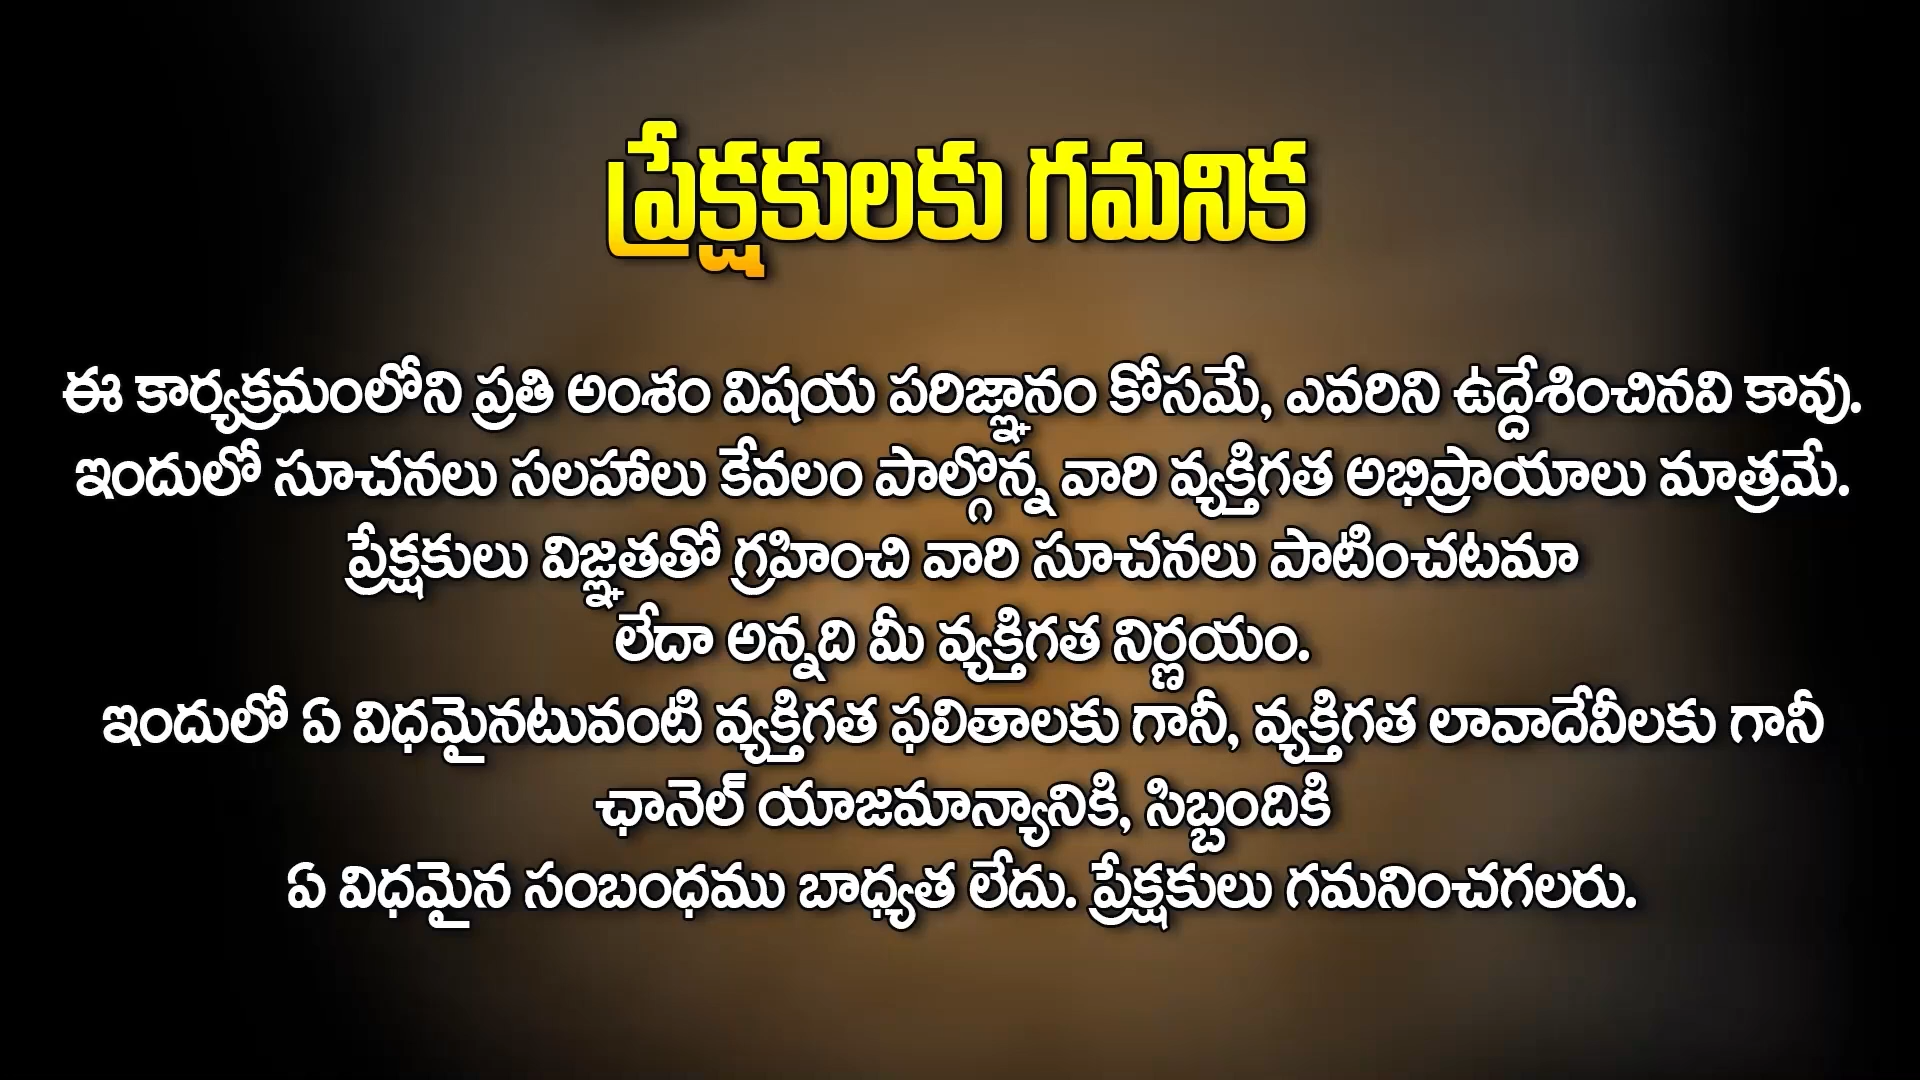 ప్రేక్షకులకు గమనిక
ఈ కార్యక్రమంలోని ప్రతి అంశం విషయ పరిజ్ఞానం కోసమే, ఎవరిని ఉద్దేశించినవి కావు.
ఇందులో సూచనలు సలహాలు కేవలం పాల్గొన్న వారి వ్యక్తిగత అభిప్రాయాలు మాత్రమే.
ప్రేక్షకులు విజ్ఞతతో గ్రహించి వారి సూచనలు పాటించటమా
లేదా అన్నది మీ వ్యక్తిగత నిర్ణయం.
ఇందులో ఏ విధమైనటువంటి వ్యక్తిగత ఫలితాలకు గానీ, వ్యక్తిగత లావాదేవీలకు గానీ
ఛానెల్ యాజమాన్యానికి, సిబ్బందికి
ఏ విధమైన సంబంధము బాధ్యత లేదు. ప్రేక్షకులు గమనించగలరు.